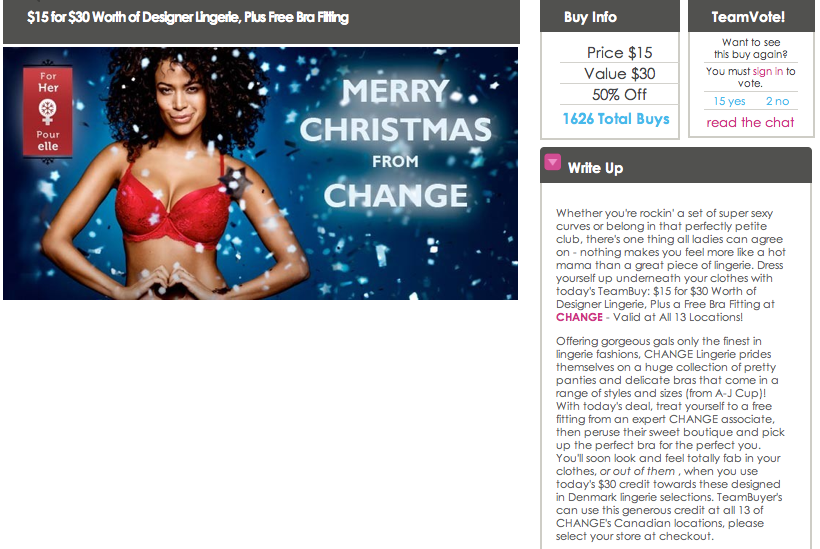 $15 for $30 Worth of Designer Lingerie, Plus Free Bra Fitting
For
Her
Pour
elle
MERRY
CHRISTMAS
FROM
CHANGE
Buy Info
Price $15
Value $30
50% Off
1626 Total Buys
TeamVote!
Want to see
this buy again?
You must sign in to
vote.
15 yes 2 no
read the chat
Write Up
Whether you're rockin' a set of super sexy
curves or belong in that perfectly petite
club, there's one thing all ladies can agree
on - nothing makes you feel more like a hot
mama than a great piece of lingerie. Dress
yourself up underneath your clothes with
today's TeamBuy: $15 for $30 Worth of
Designer Lingerie, Plus a Free Bra Fitting at
CHANGE - Valid at All 13 Locations!
Offering gorgeous gals only the finest in
lingerie fashions, CHANGE Lingerie prides
themselves on a huge collection of pretty
panties and delicate bras that come in a
range of styles and sizes (from A-J Cup)!
With today's deal, treat yourself to a free
fitting from an expert CHANGE associate,
then peruse their sweet boutique and pick
up the perfect bra for the perfect you.
You'll soon look and feel totally fab in your
clothes, or out of them , when you use
today's $30 credit towards these designed
in Denmark lingerie selections. TeamBuyer's
can use this generous credit at all 13 of
CHANGE's Canadian locations, please
select your store at checkout.